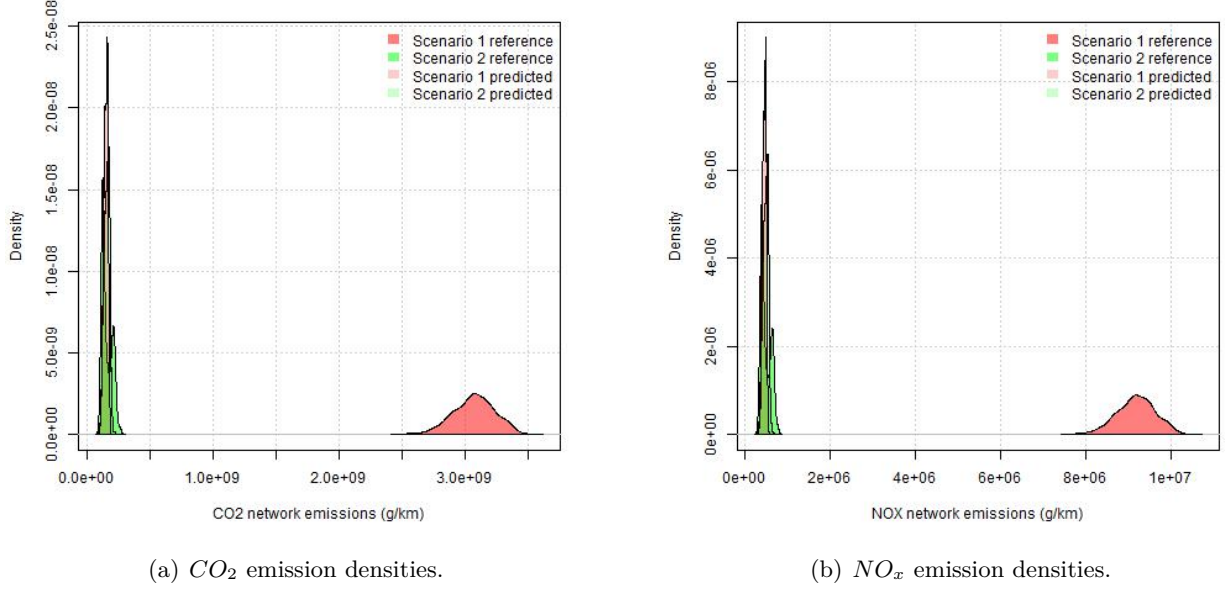 2.5e-08
2.0e-08
1.5e-08
1.0e-08
5.0e-09
0.0e+00
Density
Scenario 1 reference
Scenario 2 reference
Scenario 1 predicted
Scenario 2 predicted
0.0e+00 1.0e+09 2.0e+09 3.0e+09
CO2 network emissions (g/km)
(a) CO₂ emission densities.
8e-06
6e-06
4e-06
2e-06
0e+00
Density
Scenario 1 reference
Scenario 2 reference
Scenario 1 predicted
Scenario 2 predicted
0e+00 2e+06 4e+06 6e+06 8e+06 1e+07
NOX network emissions (g/km)
(b) NOₓ emission densities.